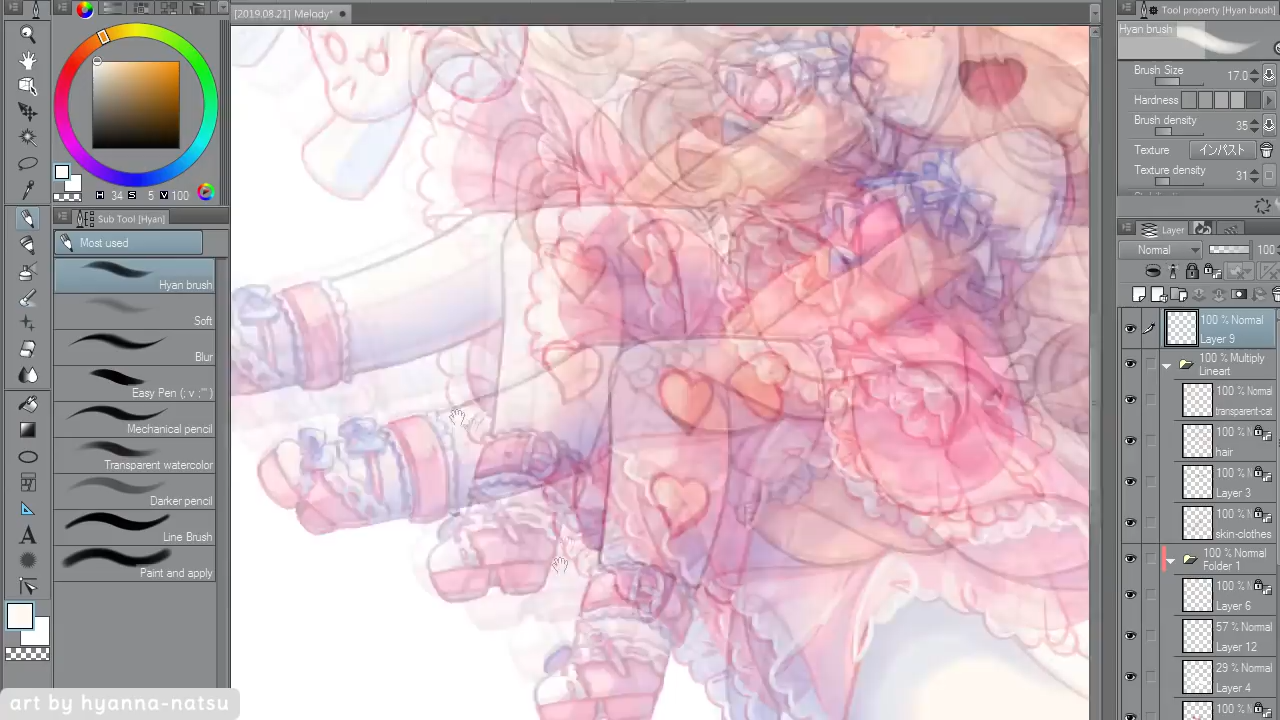 [2019.08.21] Melody*
Tool property [Hyan brush]
Hyan brush
Brush Size 17.0
Hardness
Brush density 35
Texture インパスト
Texture density 31
H 34 S 5 V 100
Sub Tool [Hyan]
Most used
Hyan brush
Soft
Blur
Easy Pen (; v ;"" )
Mechanical pencil
Transparent watercolor
Darker pencil
Line Brush
Paint and apply
Layer
Normal 100
100 % Normal
Layer 9
100 % Multiply
Lineart
100 % Normal
transparent-cat
100 %
hair
100 %
Layer 3
100 %
skin-clothes
100 % Normal
Folder 1
100 %
Layer 6
57 % Normal
Layer 12
29 % Normal
Layer 4
100 %
art by hyanna-natsu